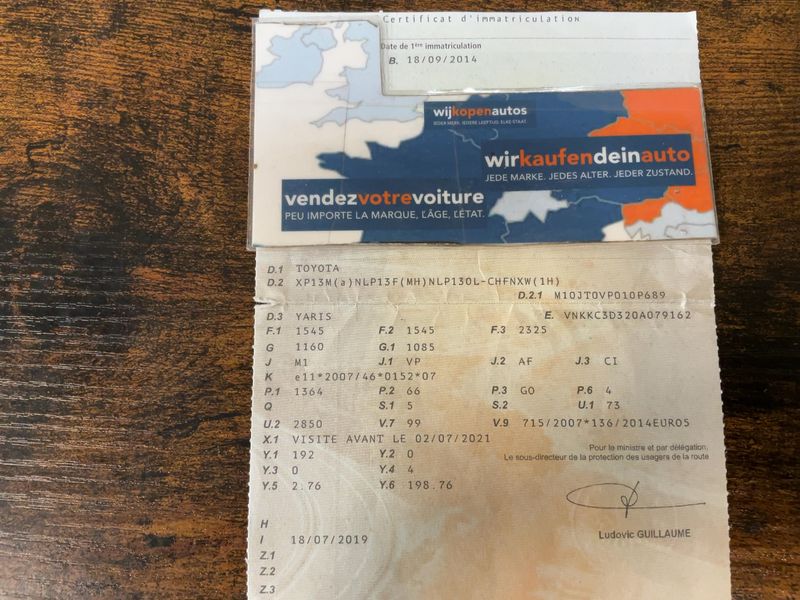 Certificat d'immatriculation
Date de 1ère immatriculation
B. 18/09/2014
wijkopenautos
JEDER MERK. IEDERE LEEFTIJD. ELKE STAAT.
wirkaufendeinauto
JEDE MARKE. JEDES ALTER. JEDER ZUSTAND.
vendezvotrevoiture
PEU IMPORTE LA MARQUE, L'ÂGE, L'ÉTAT.
D.1 TOYOTA
D.2 XP13M(a)NLP13F(MH)NLP130L-CHFNXW(1H)
D.2.1 M10JTOVP010P689
D.3 YARIS E. VNKKC3D320A079162
F.1 1545 F.2 1545 F.3 2325
G 1160 G.1 1085
J M1 J.1 VP J.2 AF J.3 CI
K e11*2007/46*0152*07
P.1 1364 P.2 66 P.3 GO P.6 4
Q S.1 5 S.2 U.1 73
U.2 2850 V.7 99 V.9 715/2007*136/2014EURO5
X.1 VISITE AVANT LE 02/07/2021
Pour le ministre et par délégation,
Le sous-directeur de la protection des usagers de la route
Y.1 192 Y.2 0
Y.3 0 Y.4 4
Y.5 2.76 Y.6 198.76
Ludovic GUILLAUME
H
I 18/07/2019
Z.1
Z.2
Z.3